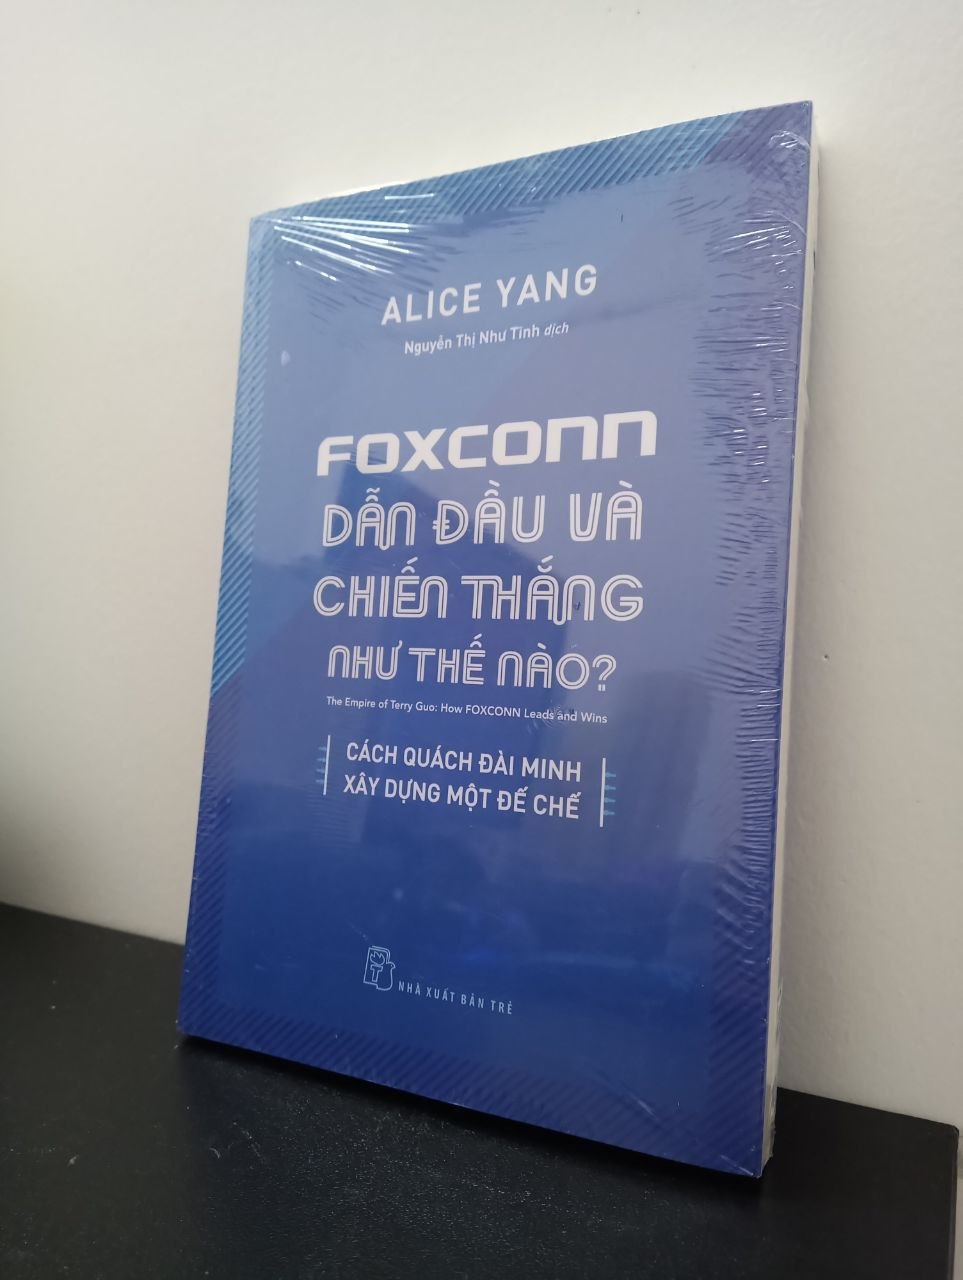 ALICE YANG
Nguyễn Thị Như Tình dịch
FOXCONN
DẪN ĐẦU VÀ
CHIẾN THẮNG
NHƯ THẾ NÀO?
The Empire of Terry Guo: How FOXCONN Leads and Wins
CÁCH QUÁCH ĐÀI MINH
XÂY DỰNG MỘT ĐẾ CHẾ
NHÀ XUẤT BẢN TRẺ